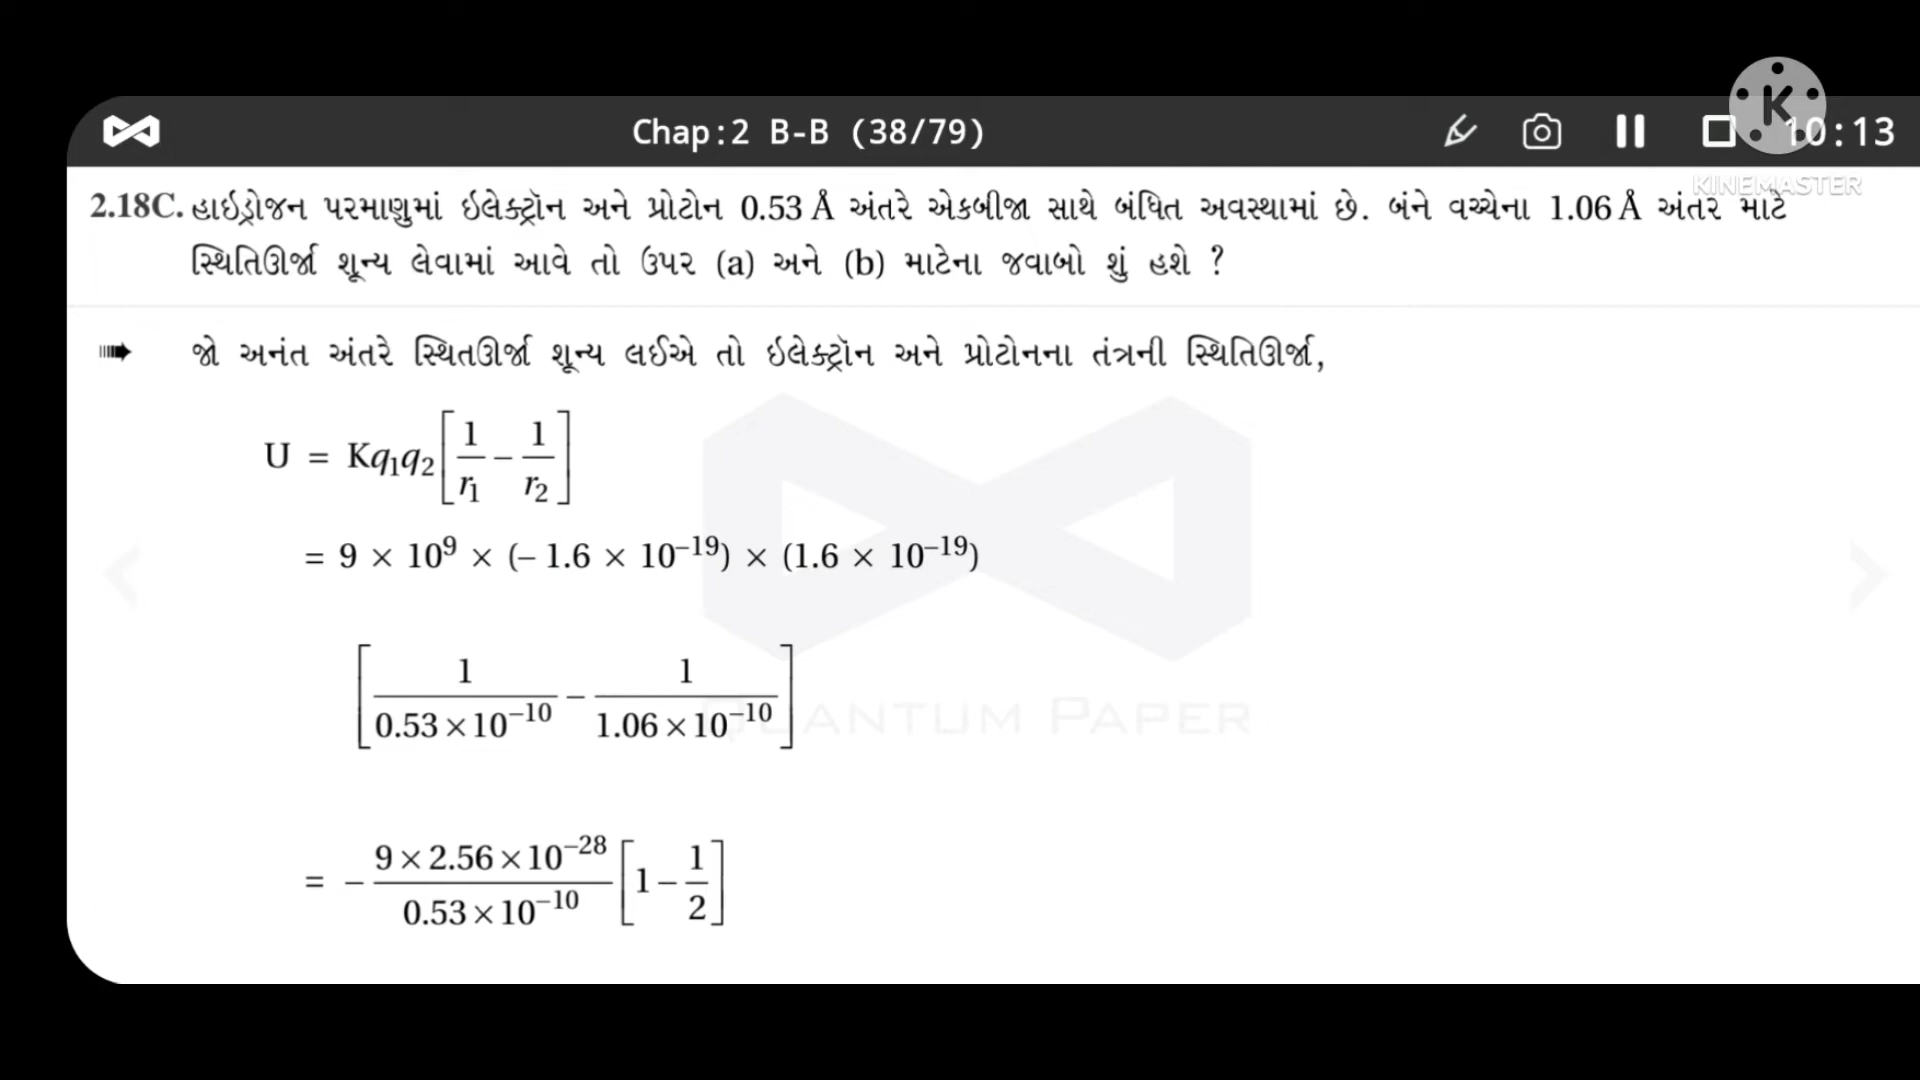 Chap:2 B-B (38/79)
10:13
KINEMASTER
2.18C. હાઇડ્રોજન પરમાણુમાં ઇલેક્ટ્રૉન અને પ્રોટોન 0.53 Å અંતરે એકબીજા સાથે બંધિત અવસ્થામાં છે. બંને વચ્ચેના 1.06 Å અંતર માટે
સ્થિતિઊર્જા શૂન્ય લેવામાં આવે તો ઉપર (a) અને (b) માટેના જવાબો શું હશે ?
જો અનંત અંતરે સ્થિતઊર્જા શૂન્ય લઈએ તો ઇલેક્ટ્રૉન અને પ્રોટોનના તંત્રની સ્થિતિઊર્જા,
U = Kq₁q₂[1/r₁ − 1/r₂]
= 9 × 10⁹ × (− 1.6 × 10⁻¹⁹) × (1.6 × 10⁻¹⁹)
[1/0.53×10⁻¹⁰ − 1/1.06×10⁻¹⁰]
QUANTUM PAPER
= − 9×2.56×10⁻²⁸/0.53×10⁻¹⁰ [1 − 1/2]